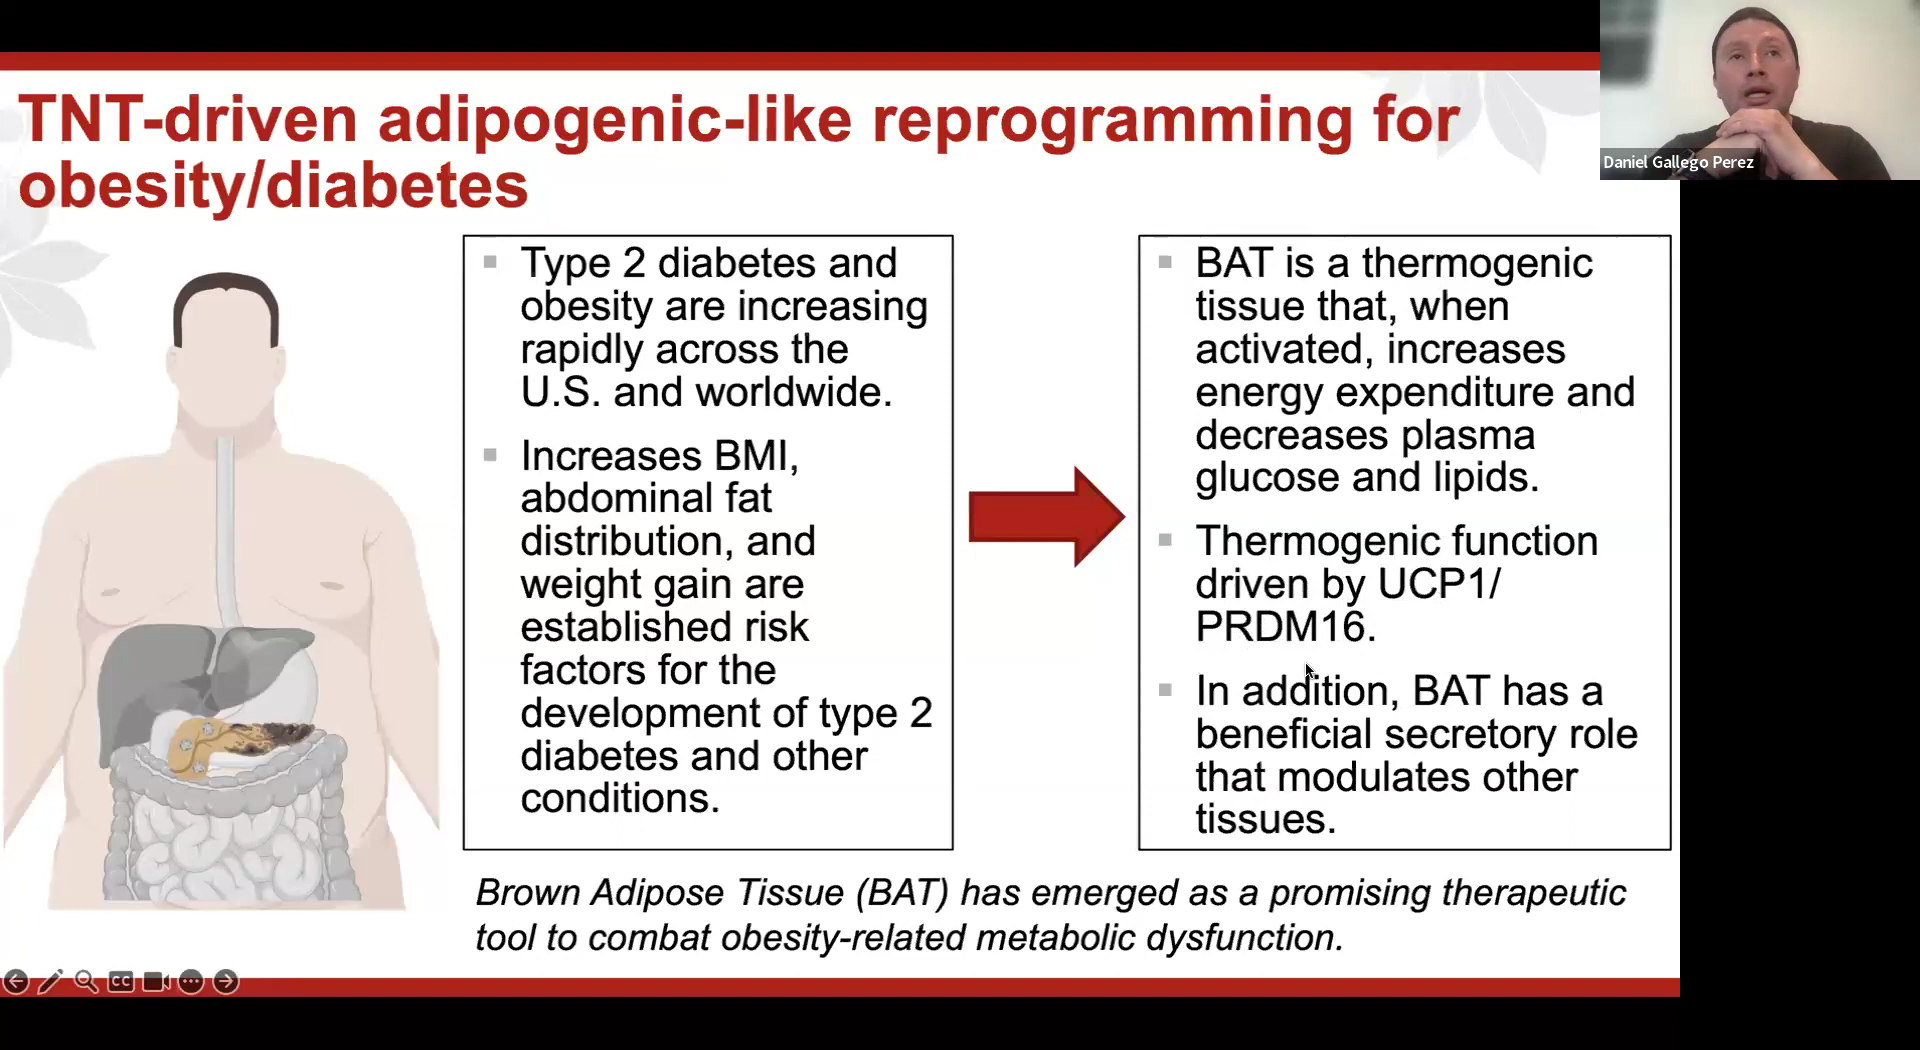 TNT-driven adipogenic-like reprogramming for
obesity/diabetes
Daniel Gallego Perez
Type 2 diabetes and
obesity are increasing
rapidly across the
U.S. and worldwide.
Increases BMI,
abdominal fat
distribution, and
weight gain are
established risk
factors for the
development of type 2
diabetes and other
conditions.
BAT is a thermogenic
tissue that, when
activated, increases
energy expenditure and
decreases plasma
glucose and lipids.
Thermogenic function
driven by UCP1/
PRDM16.
In addition, BAT has a
beneficial secretory role
that modulates other
tissues.
Brown Adipose Tissue (BAT) has emerged as a promising therapeutic
tool to combat obesity-related metabolic dysfunction.
CC